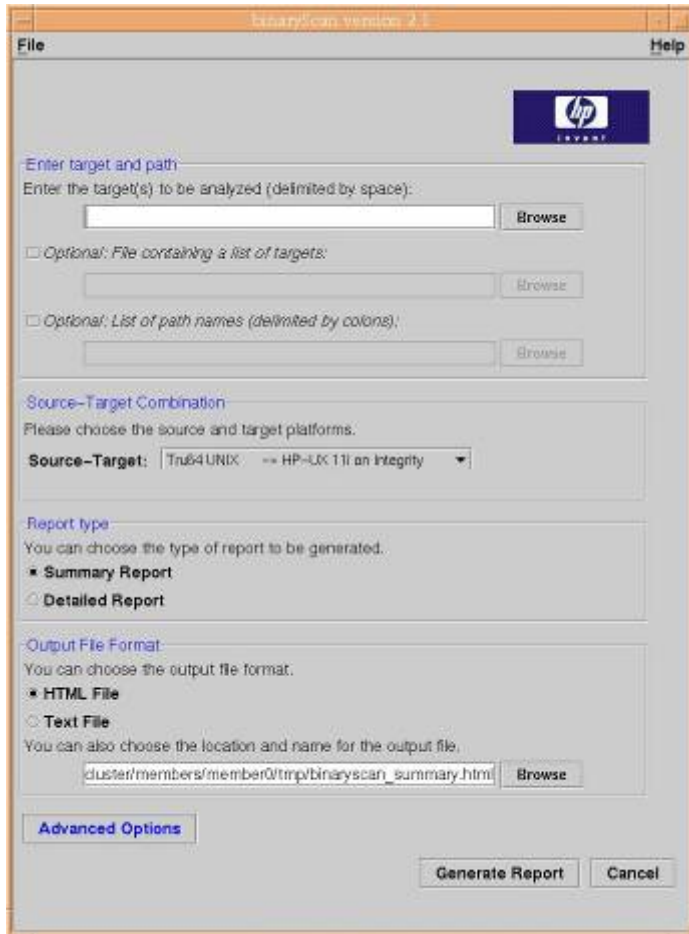 binaryScan version 2.1
File
Help
hp
invent
Enter target and path
Enter the target(s) to be analyzed (delimited by space):
Browse
Optional: File containing a list of targets:
Browse
Optional: List of path names (delimited by colons):
Browse
Source-Target Combination
Please choose the source and target platforms.
Source-Target: Tru64 UNIX --> HP-UX 11i on Integrity
Report type
You can choose the type of report to be generated.
Summary Report
Detailed Report
Output File Format
You can choose the output file format.
HTML File
Text File
You can also choose the location and name for the output file.
cluster/members/member0/tmp/binaryscan_summary.html Browse
Advanced Options
Generate Report Cancel